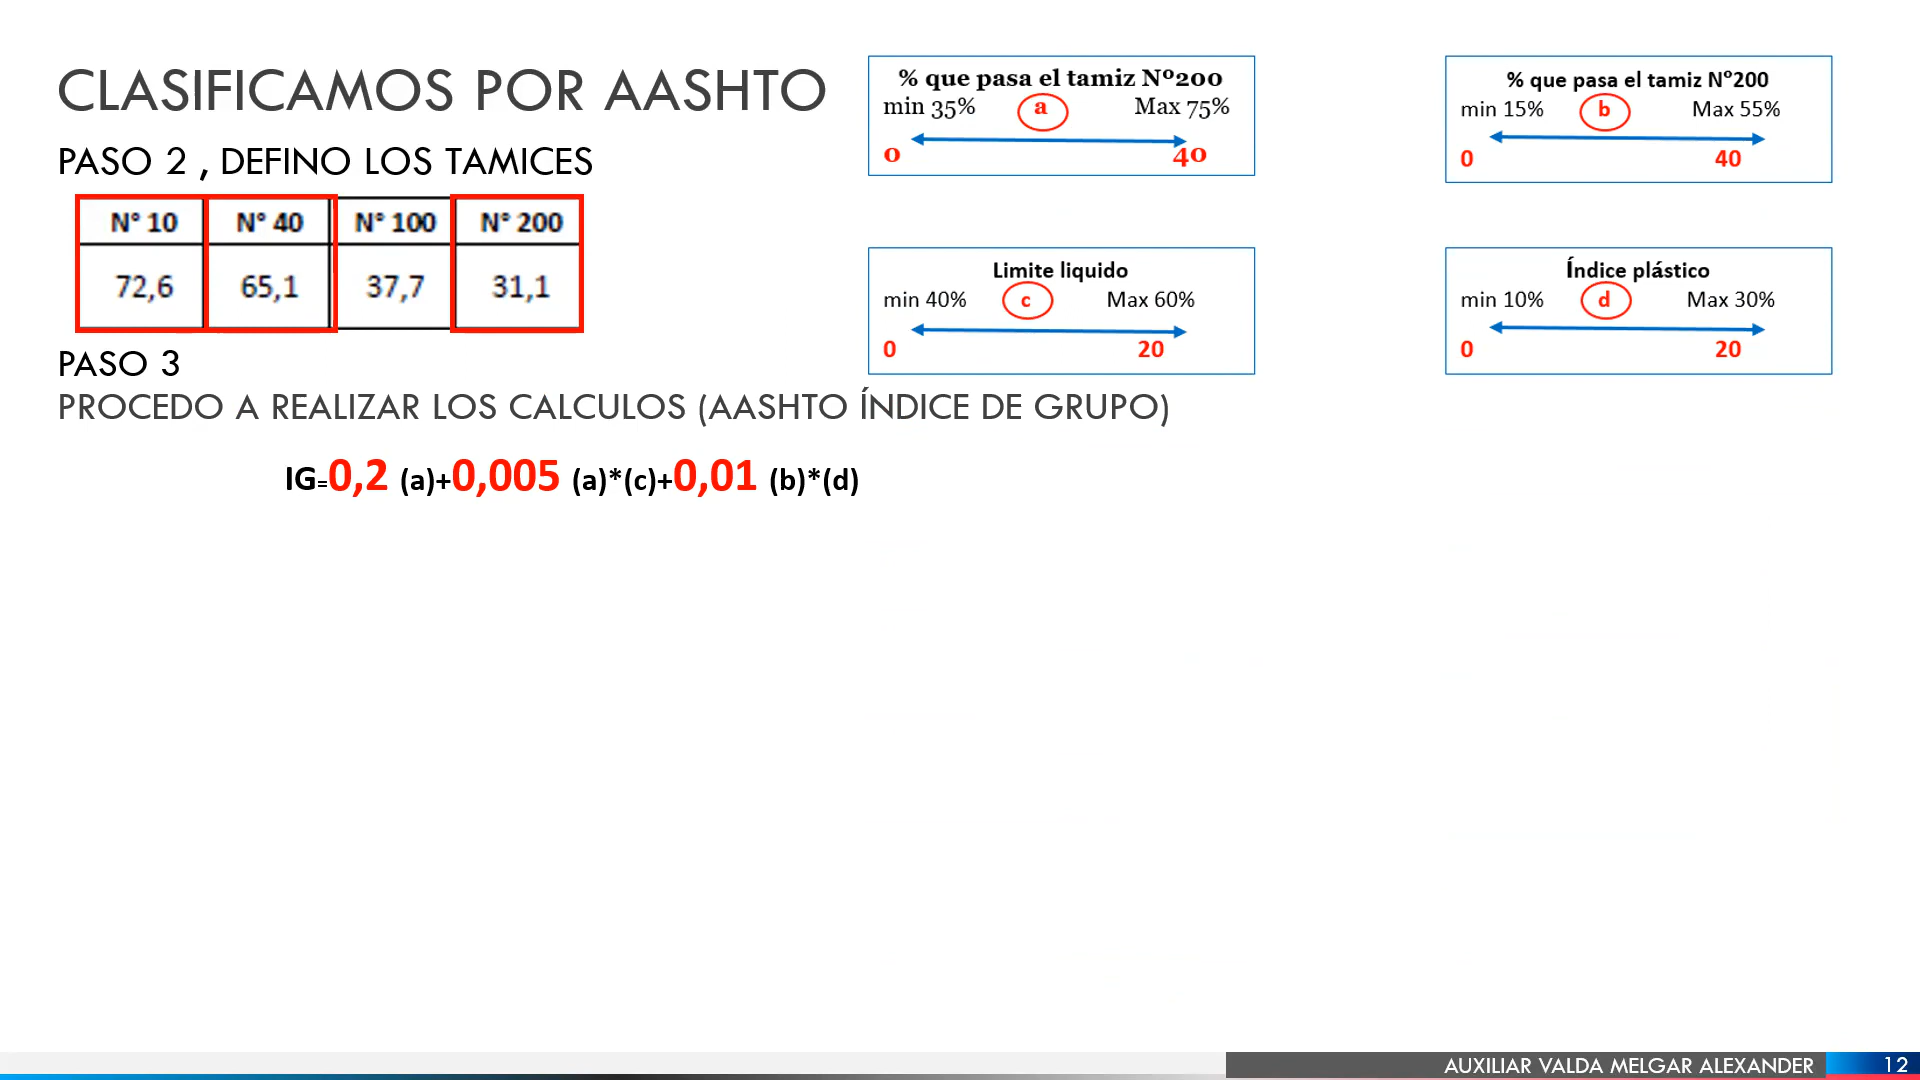 CLASIFICAMOS POR AASHTO
PASO 2 , DEFINO LOS TAMICES
N° 10 N° 40 N° 100 N° 200
72,6 65,1 37,7 31,1
% que pasa el tamiz Nº200
min 35% a Max 75%
0 40
% que pasa el tamiz Nº200
min 15% b Max 55%
0 40
Limite liquido
min 40% c Max 60%
0 20
Índice plástico
min 10% d Max 30%
0 20
PASO 3
PROCEDO A REALIZAR LOS CALCULOS (AASHTO ÍNDICE DE GRUPO)
IG=0,2 (a)+0,005 (a)*(c)+0,01 (b)*(d)
AUXILIAR VALDA MELGAR ALEXANDER 12